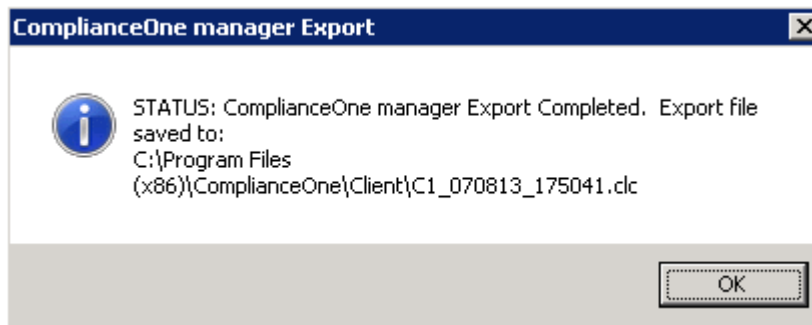 ComplianceOne manager Export
STATUS: ComplianceOne manager Export Completed.  Export file
saved to:
C:\Program Files
(x86)\ComplianceOne\Client\C1_070813_175041.clc
OK